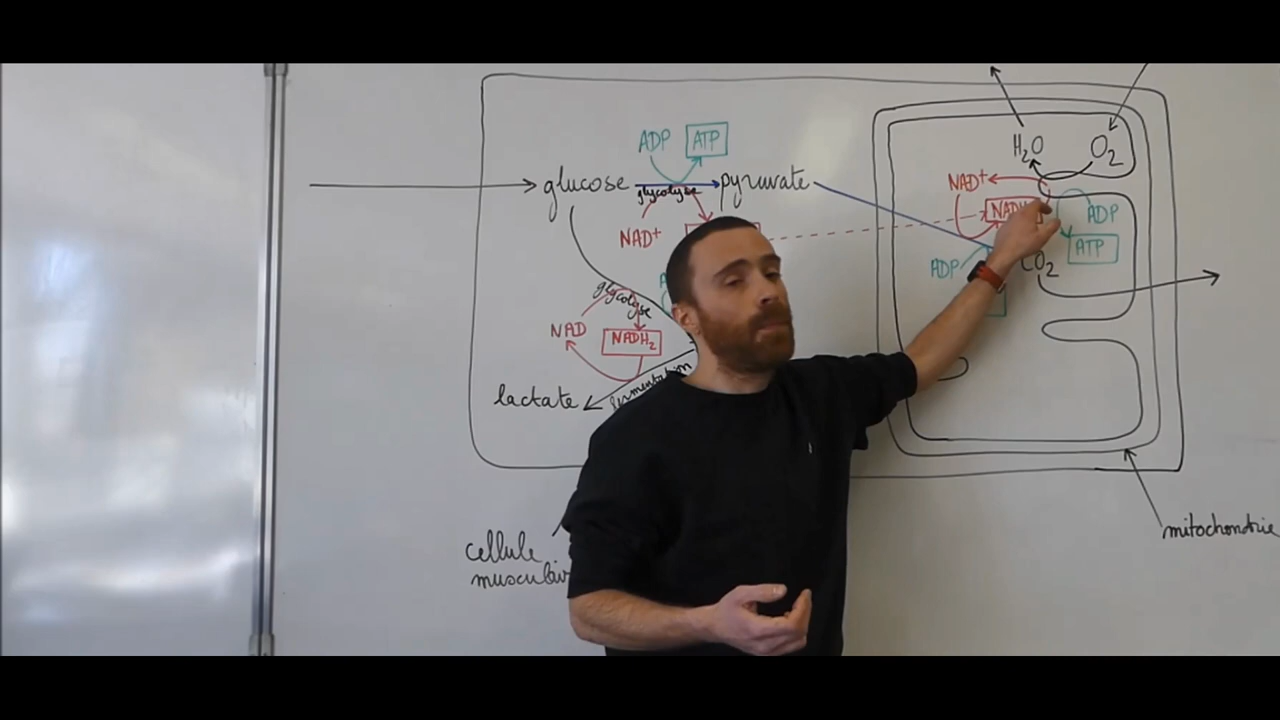 ADP ATP
glucose glycolyse pyruvate
NAD+
glycolyse
NAD NADH2
lactate fermentation
cellule
H2O O2
NAD+
ADP
ATP
ADP
CO2
mitochondrie